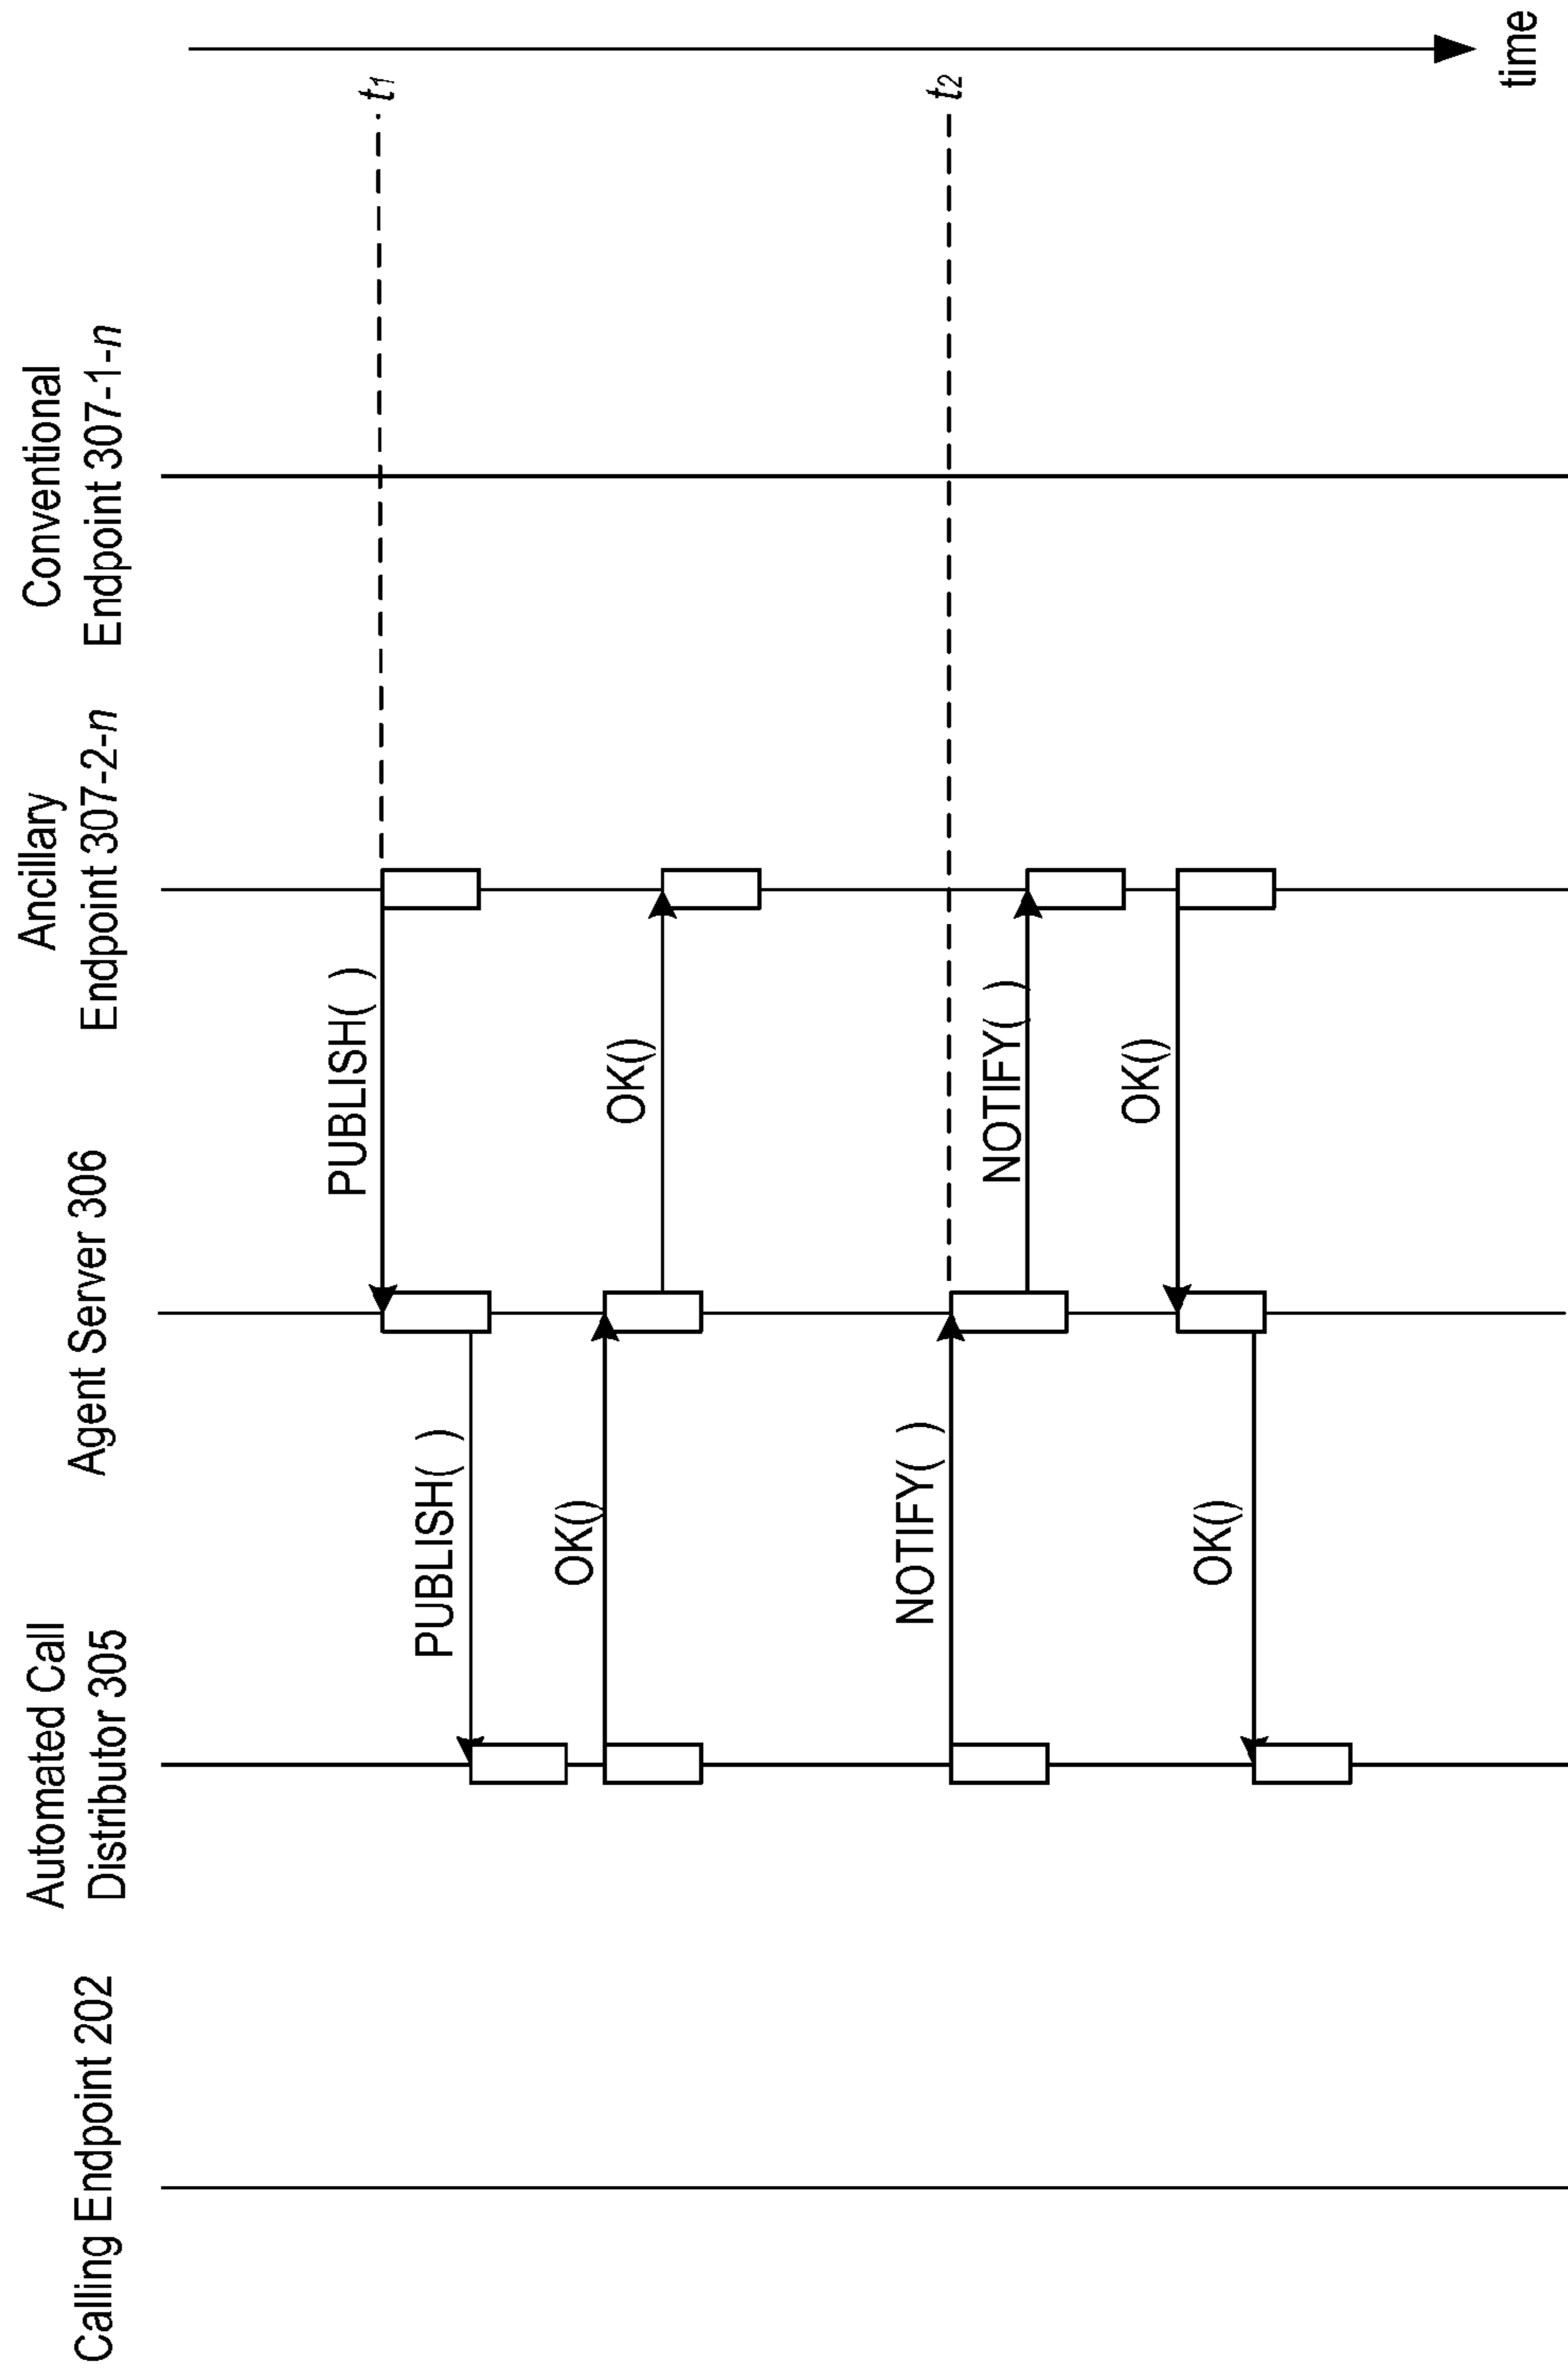 Calling Endpoint 202
Automated Call
Distributor 305
Agent Server 306
Ancillary
Endpoint 307-2-n
Conventional
Endpoint 307-1-n
t1
PUBLISH( )
PUBLISH( )
OK()
OK()
t2
NOTIFY( )
NOTIFY( )
OK()
OK()
time